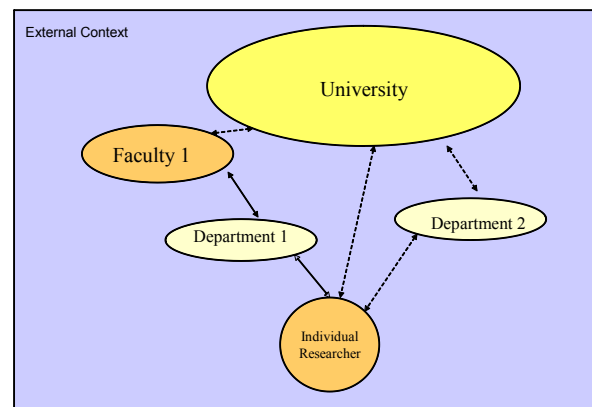 External Context
University
Faculty 1
Department 1
Department 2
Individual
Researcher